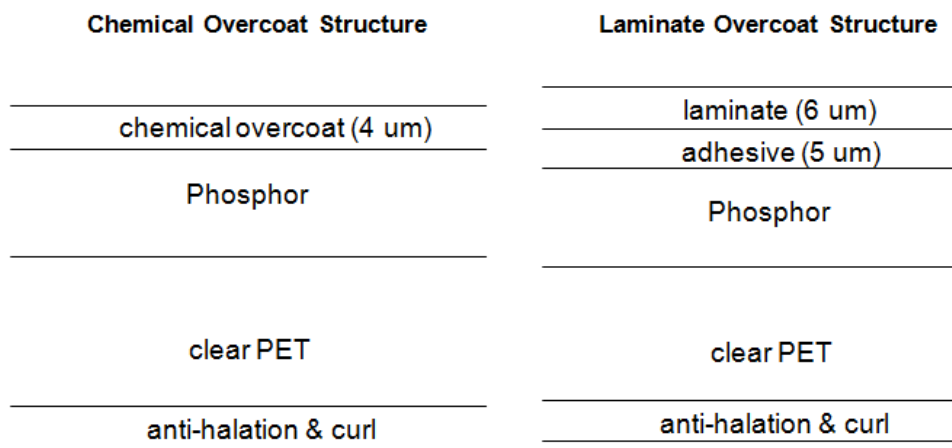 Chemical Overcoat Structure
chemical overcoat (4 um)
Phosphor
clear PET
anti-halation & curl
Laminate Overcoat Structure
laminate (6 um)
adhesive (5 um)
Phosphor
clear PET
anti-halation & curl